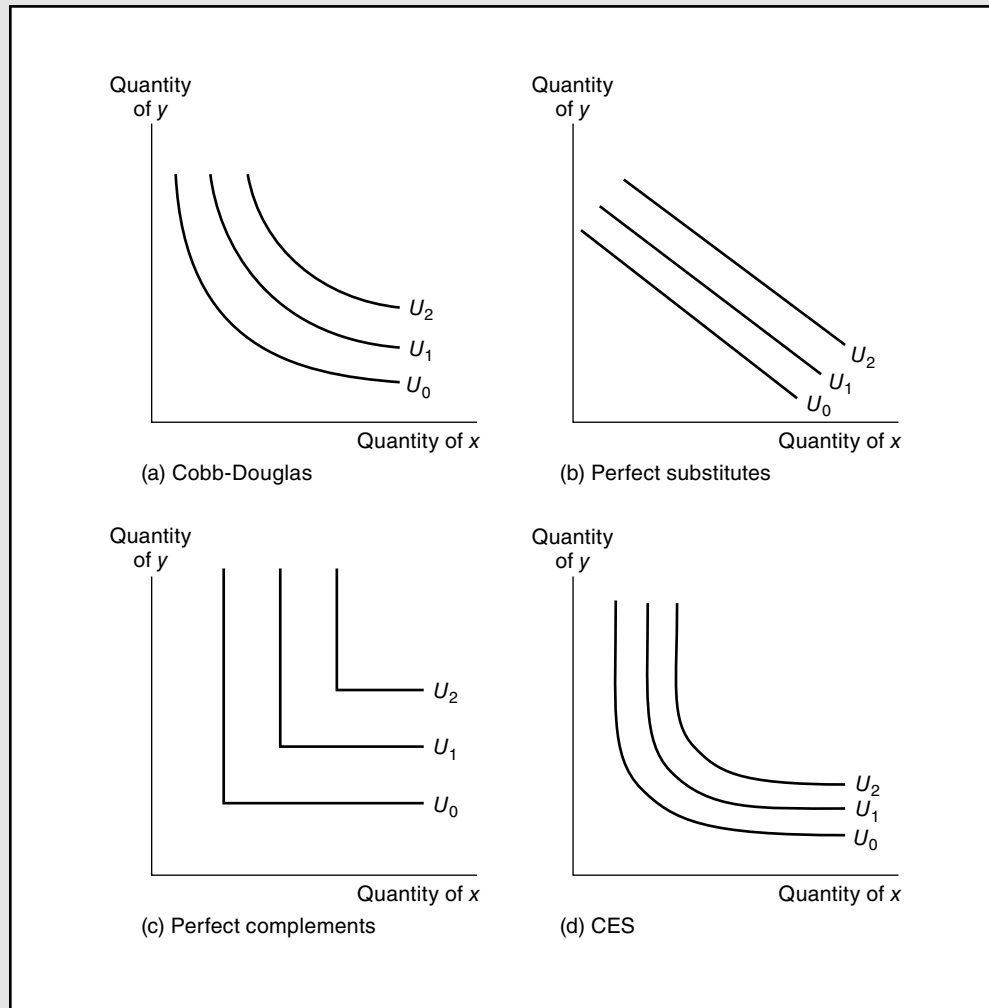 Quantity
of y
U₂
U₁
U₀
Quantity of x
(a) Cobb-Douglas
Quantity
of y
U₂
U₁
U₀
Quantity of x
(b) Perfect substitutes
Quantity
of y
U₂
U₁
U₀
Quantity of x
(c) Perfect complements
Quantity
of y
U₂
U₁
U₀
Quantity of x
(d) CES